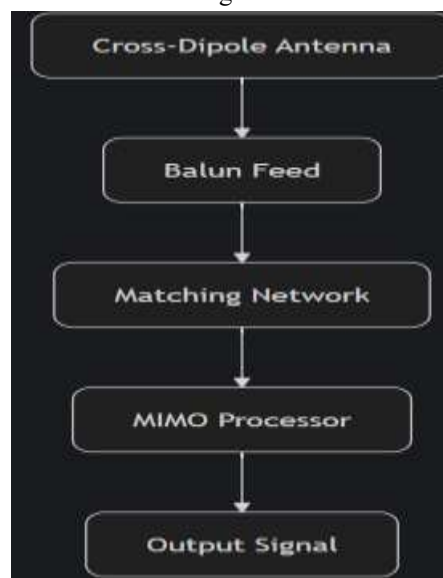 Cross-Dipole Antenna
Balun Feed
Matching Network
MIMO Processor
Output Signal